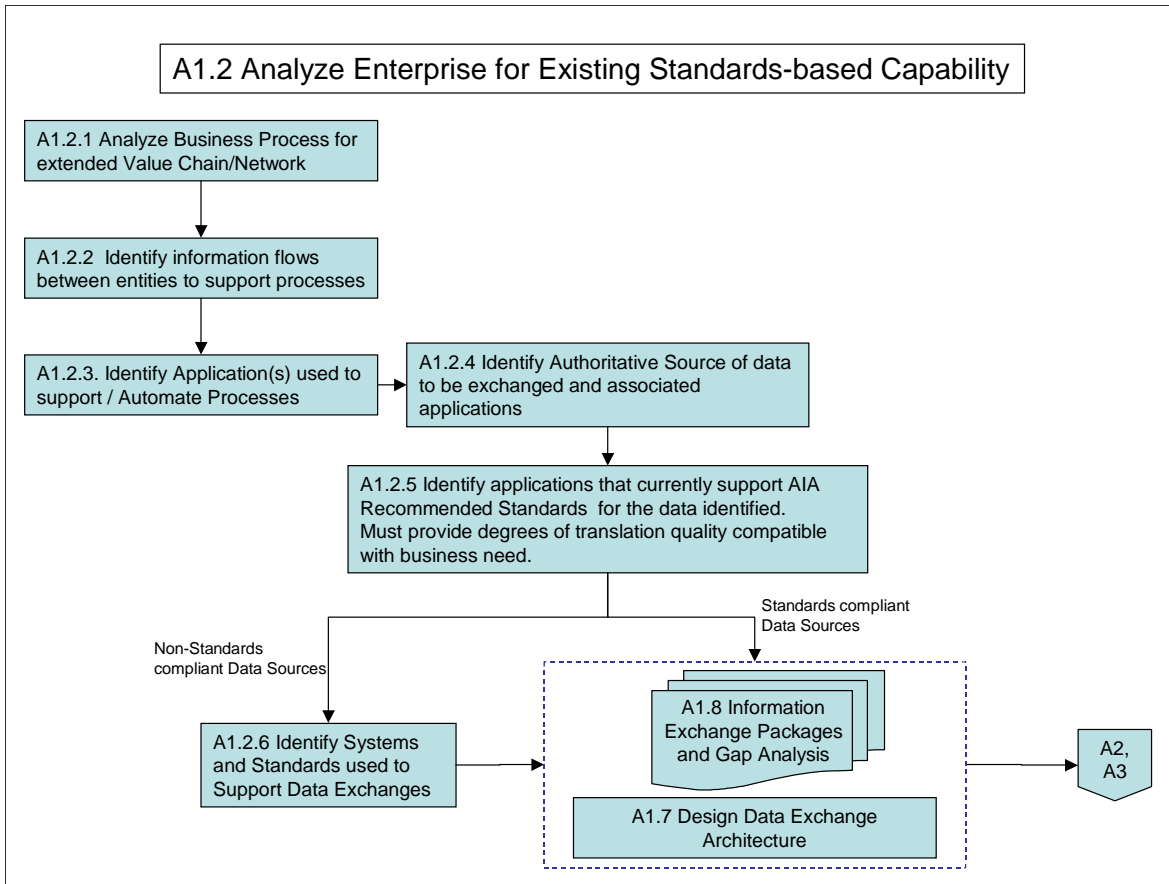 A1.2 Analyze Enterprise for Existing Standards-based Capability
A1.2.1 Analyze Business Process for
extended Value Chain/Network
A1.2.2  Identify information flows
between entities to support processes
A1.2.3. Identify Application(s) used to
support / Automate Processes
A1.2.4 Identify Authoritative Source of data
to be exchanged and associated
applications
A1.2.5 Identify applications that currently support AIA
Recommended Standards  for the data identified.
Must provide degrees of translation quality compatible
with business need.
Standards compliant
Data Sources
Non-Standards
compliant Data Sources
A1.2.6 Identify Systems
and Standards used to
Support Data Exchanges
A1.8 Information
Exchange Packages
and Gap Analysis
A1.7 Design Data Exchange
Architecture
A2,
A3